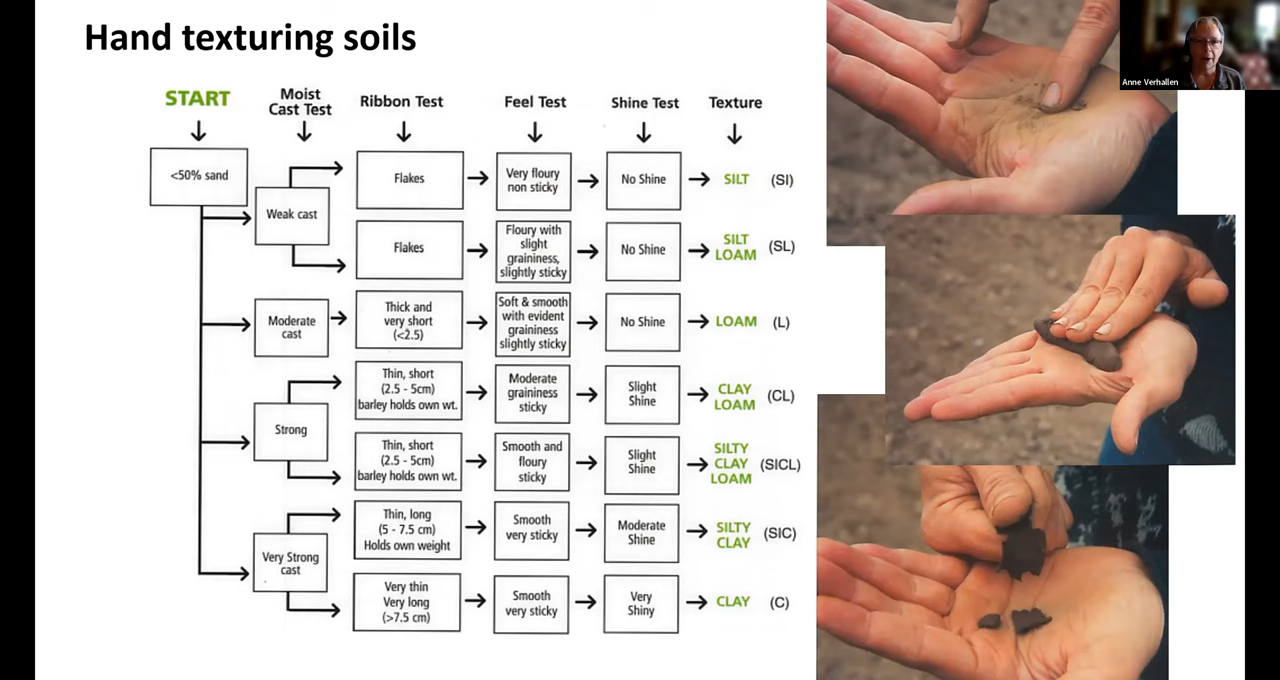 Hand texturing soils
Anne Verhallen
START
Moist
Cast Test
Ribbon Test
Feel Test
Shine Test
Texture
<50% sand
Weak cast
Flakes
Very floury
non sticky
No Shine
SILT
(SI)
Flakes
Floury with
slight
graininess,
slightly sticky
No Shine
SILT
LOAM
(SL)
Moderate
cast
Thick and
very short
(<2.5)
Soft & smooth
with evident
graininess
slightly sticky
No Shine
LOAM
(L)
Strong
Thin, short
(2.5 - 5cm)
barley holds own wt.
Moderate
graininess
sticky
Slight
Shine
CLAY
LOAM
(CL)
Thin, short
(2.5 - 5cm)
barley holds own wt.
Smooth and
floury
sticky
Slight
Shine
SILTY
CLAY
LOAM
(SICL)
Very Strong
cast
Thin, long
(5 - 7.5 cm)
Holds own weight
Smooth
very sticky
Moderate
Shine
SILTY
CLAY
(SIC)
Very thin
Very long
(>7.5 cm)
Smooth
very sticky
Very
Shiny
CLAY
(C)